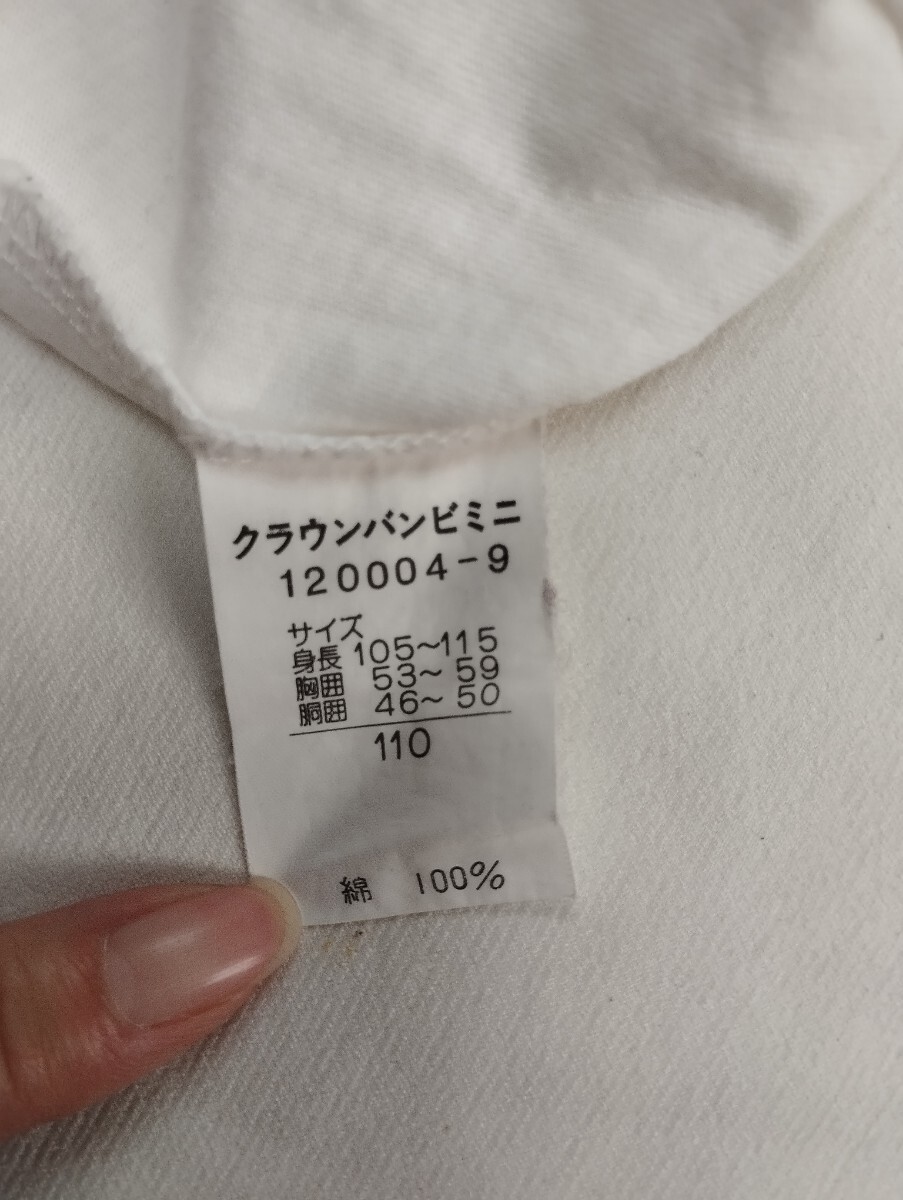 クラウンバンビミニ
120004-9
サイズ
身長 105~115
胸囲 53~ 59
胴囲 46~ 50
110
綿 100%